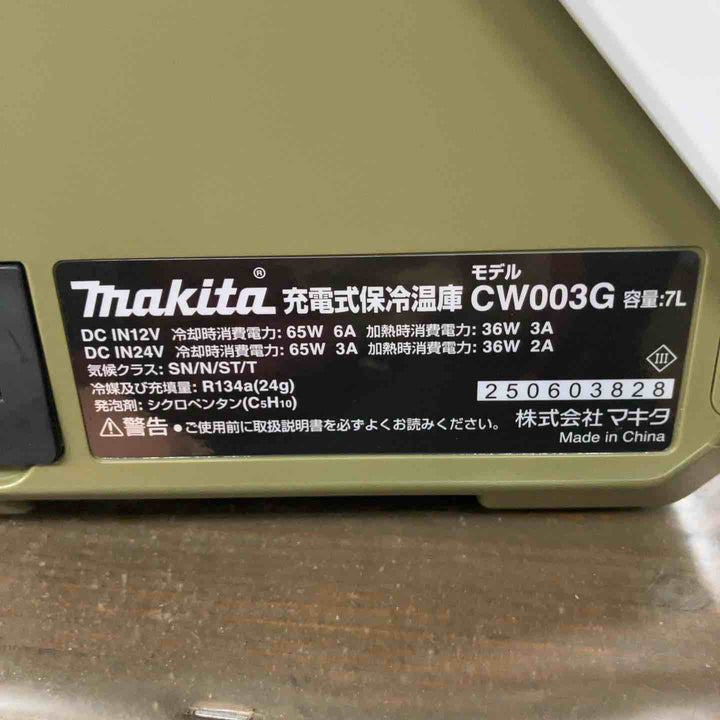 makita® 充電式保冷温庫 モデル CW003G 容量:7L
DC IN12V 冷却時消費電力: 65W 6A 加熱時消費電力: 36W 3A
DC IN24V 冷却時消費電力: 65W 3A 加熱時消費電力: 36W 2A
気候クラス: SN/N/ST/T
冷媒及び充填量: R134a(24g)
発泡剤: シクロペンタン(C5H10)
III
250603828
⚠警告 ●ご使用前に取扱説明書を必ずよくお読みください。
株式会社 マキタ
Made in China